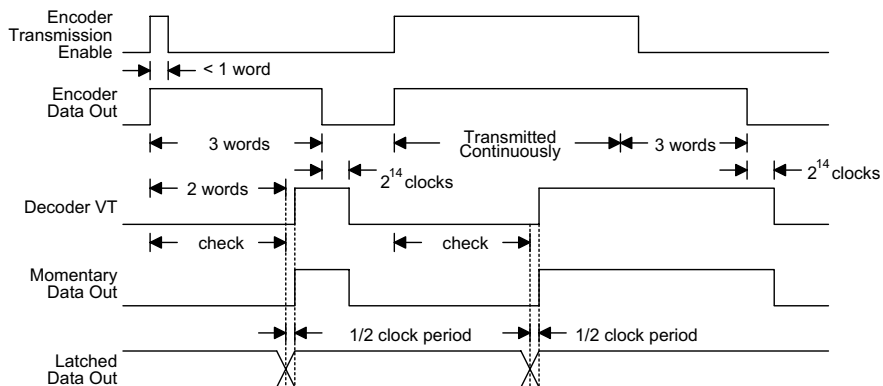 Encoder
Transmission
Enable
< 1 word
Encoder
Data Out
3 words
Transmitted
Continuously
3 words
2^14 clocks
2^14 clocks
2 words
Decoder VT
check
check
Momentary
Data Out
1/2 clock period
1/2 clock period
Latched
Data Out